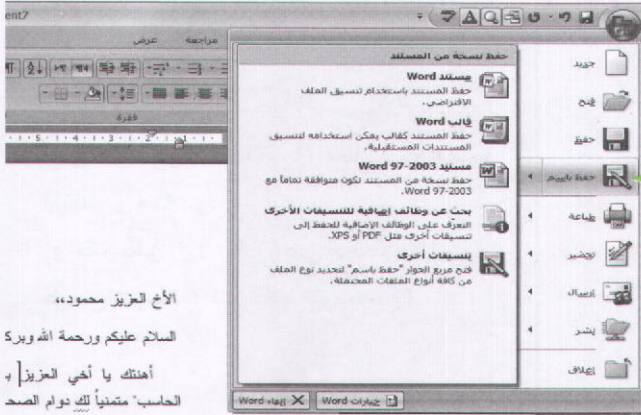 ent7
مراجعة
عرض
فقرة
جديد
فتح
حفظ
حفظ باسم
طباعة
تحضير
إرسال
نشر
إغلاق
حفظ نسخة من المستند
مستند Word
حفظ المستند باستخدام تنسيق الملف
الافتراضي.
قالب Word
حفظ المستند كقالب يمكن استخدامه لتنسيق
المستندات المستقبلية.
مستند Word 97-2003
حفظ نسخة من المستند تكون متوافقة تماماً مع
Word 97-2003.
بحث عن وظائف إضافية للتنسيقات الأخرى
التعرف على الوظائف الإضافية للحفظ إلى
تنسيقات أخرى مثل PDF أو XPS.
تنسيقات أخرى
فتح مربع الحوار "حفظ باسم" لتحديد نوع الملف
من كافة أنواع الملفات المحتملة.
خيارات Word
إنهاء Word
الأخ العزيز محمود،،
السلام عليكم ورحمة الله وبرك
أهنئك يا أخي العزيز ب
الحاسب" متمنياً لك دوام الصحـ